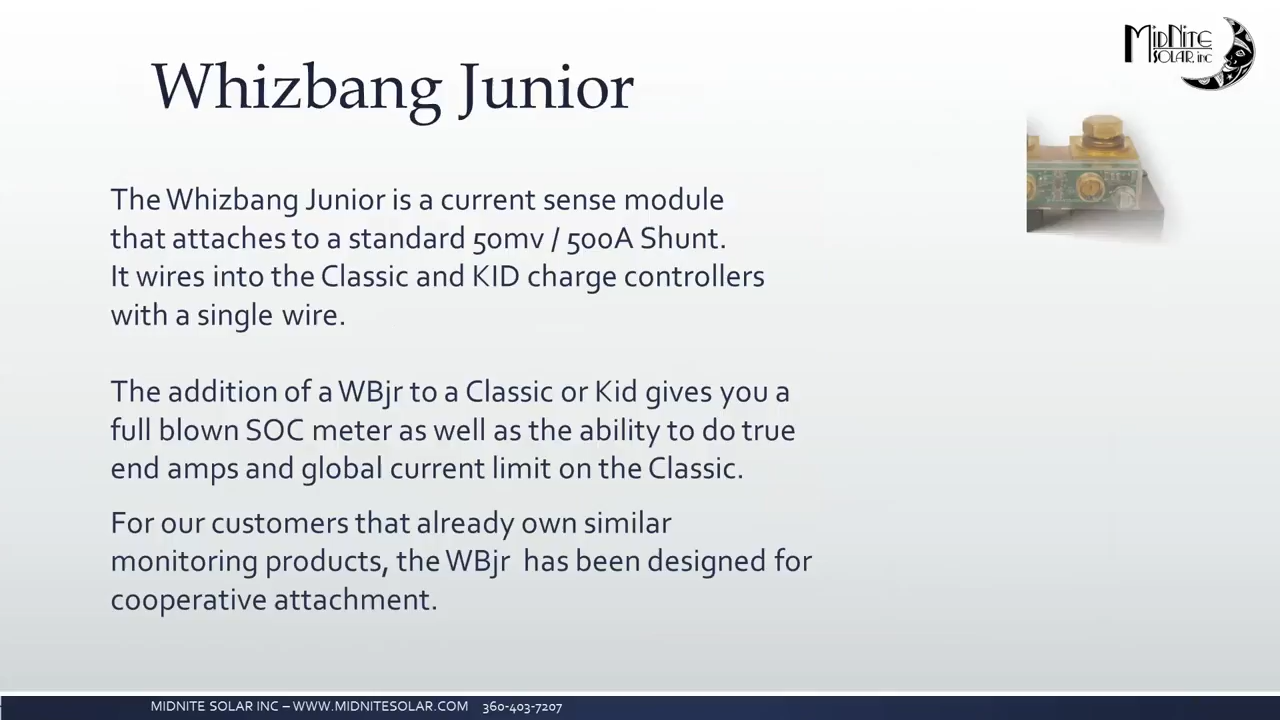 MidNite
Solar, inc
Whizbang Junior
The Whizbang Junior is a current sense module
that attaches to a standard 50mv / 500A Shunt.
It wires into the Classic and KID charge controllers
with a single wire.
The addition of a WBjr to a Classic or Kid gives you a
full blown SOC meter as well as the ability to do true
end amps and global current limit on the Classic.
For our customers that already own similar
monitoring products, the WBjr has been designed for
cooperative attachment.
MIDNITE SOLAR INC – WWW.MIDNITESOLAR.COM 360-403-7207